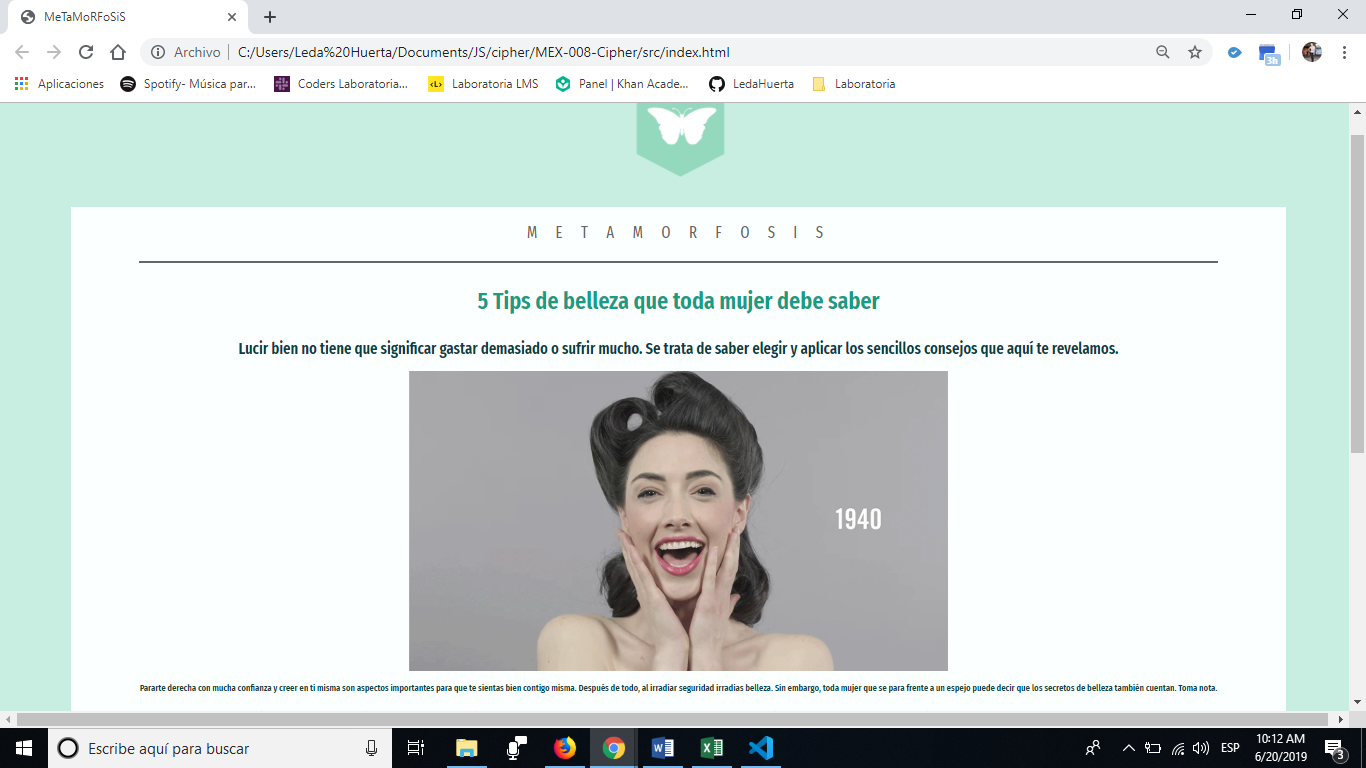 MeTaMoRFoSiS
Archivo
C:/Users/Leda%20Huerta/Documents/JS/cipher/MEX-008-Cipher/src/index.html
3h
Aplicaciones
Spotify- Música par...
Coders Laboratoria...
<L>
Laboratoria LMS
Panel | Khan Acade...
LedaHuerta
Laboratoria
M E T A M O R F O S I S
5 Tips de belleza que toda mujer debe saber
Lucir bien no tiene que significar gastar demasiado o sufrir mucho. Se trata de saber elegir y aplicar los sencillos consejos que aquí te revelamos.
1940
Pararte derecha con mucha confianza y creer en ti misma son aspectos importantes para que te sientas bien contigo misma. Después de todo, al irradiar seguridad irradias belleza. Sin embargo, toda mujer que se para frente a un espejo puede decir que los secretos de belleza también cuentan. Toma nota.
Escribe aquí para buscar
ESP
10:12 AM
6/20/2019
3